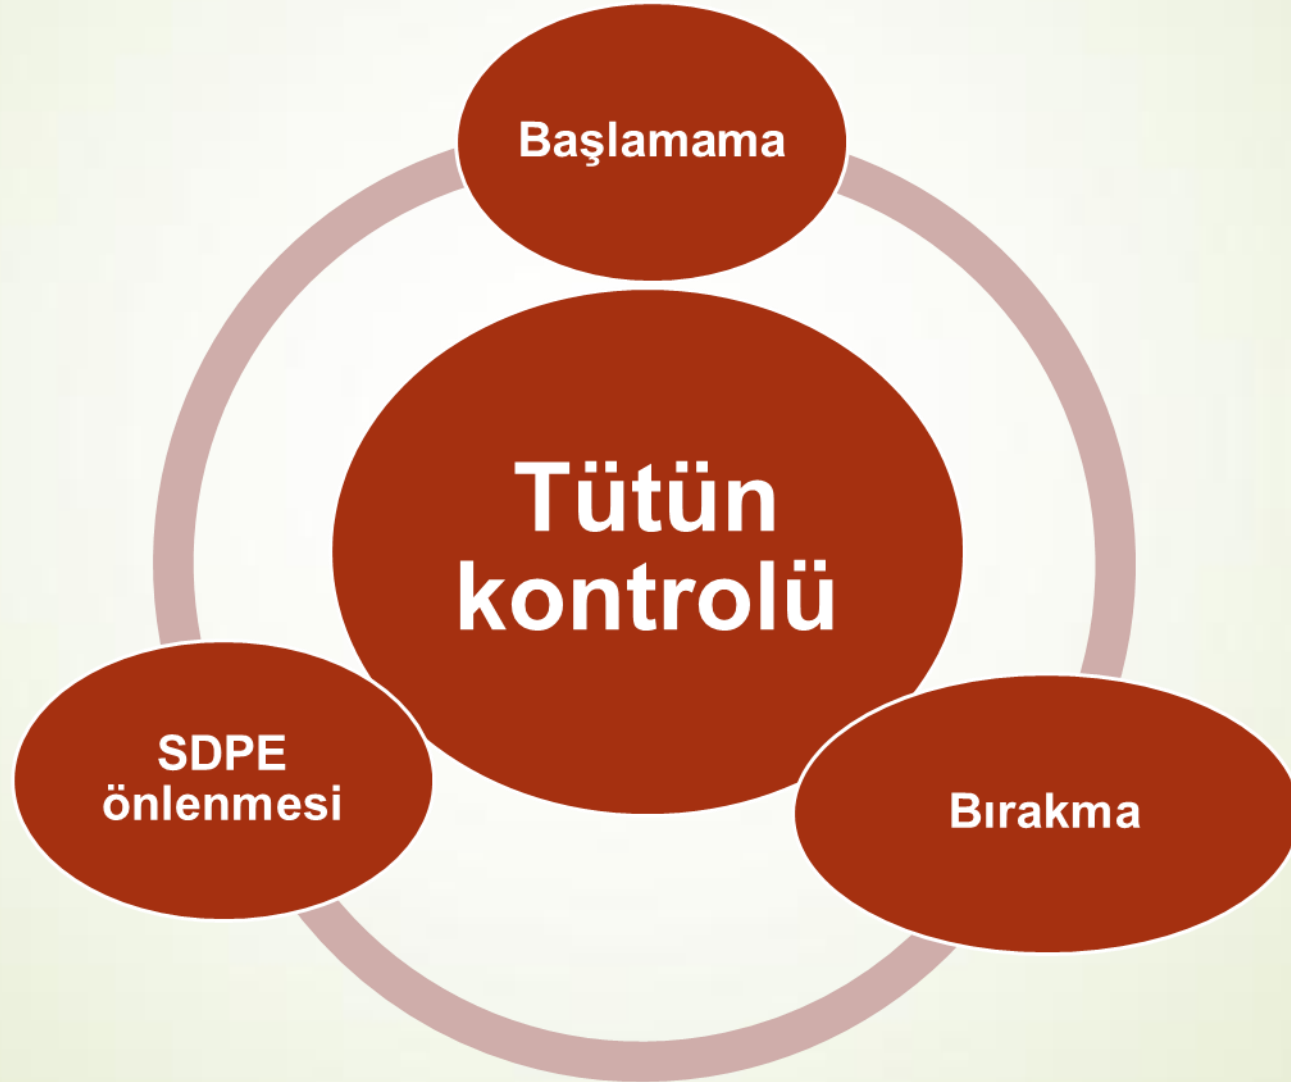 Başlamama
Tütün
kontrolü
SDPE
önlenmesi
Bırakma